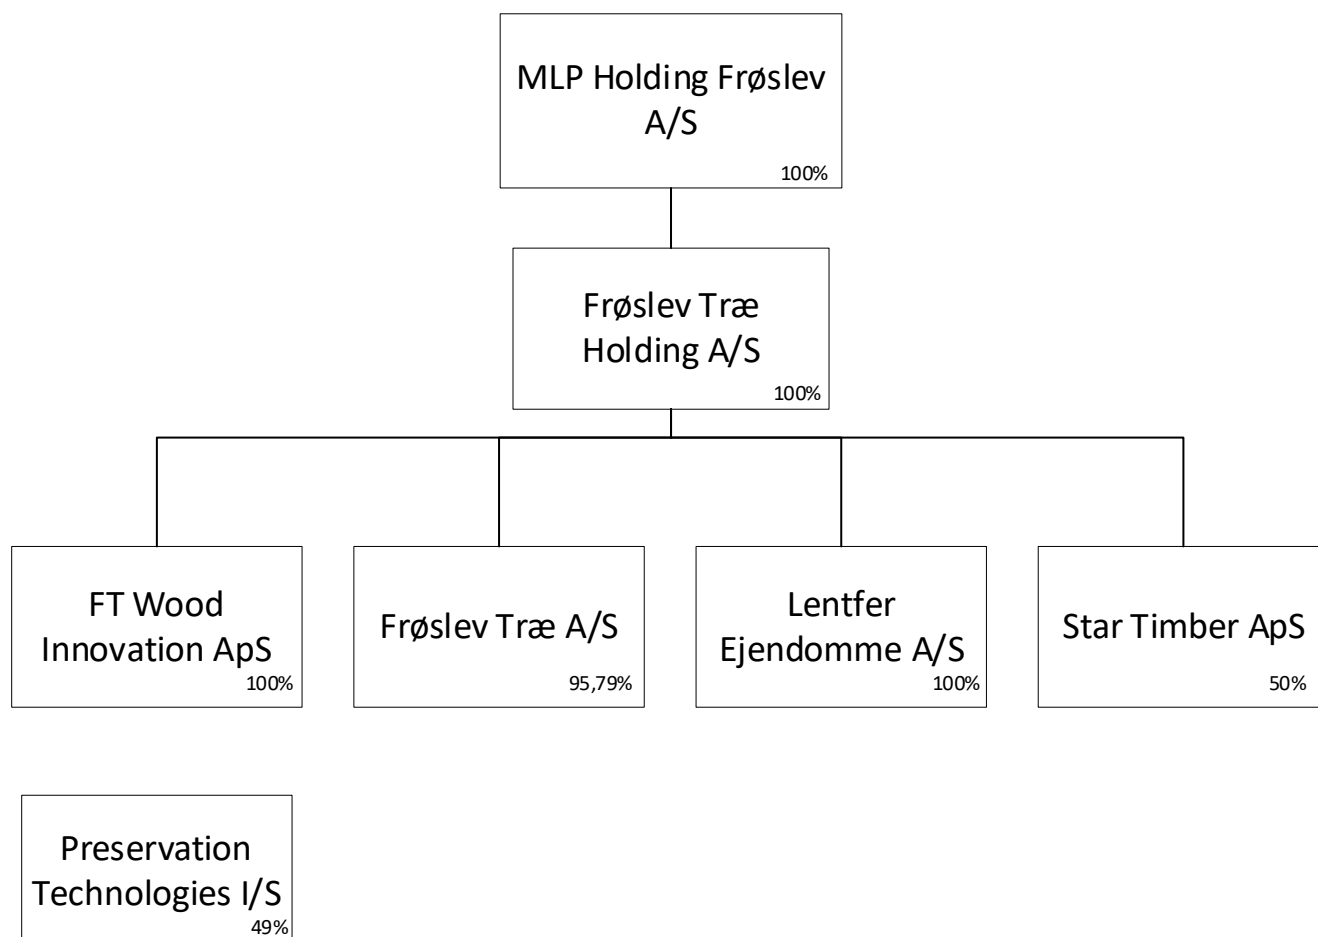 MLP Holding Frøslev
A/S
100%
Frøslev Træ
Holding A/S
100%
FT Wood
Innovation ApS
100%
Frøslev Træ A/S
95,79%
Lentfer
Ejendomme A/S
100%
Star Timber ApS
50%
Preservation
Technologies I/S
49%